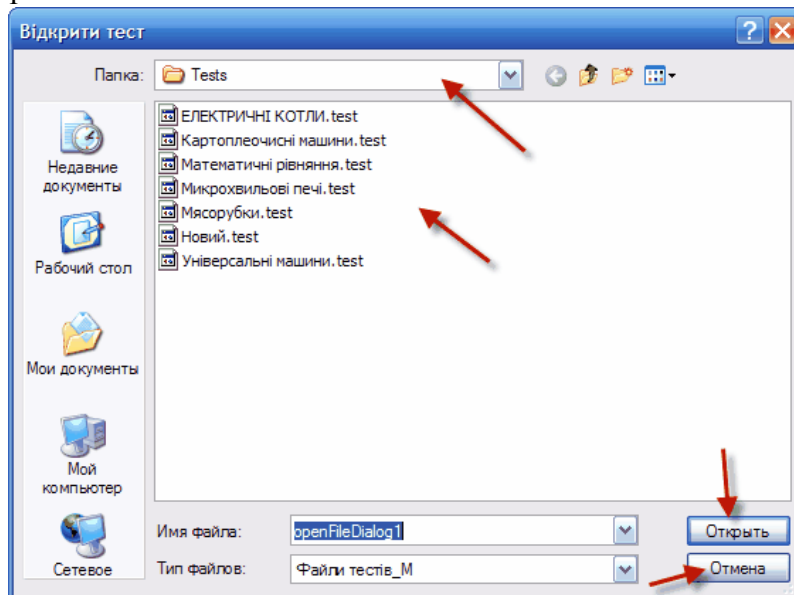 Відкрити тест
Папка:
Tests
ЕЛЕКТРИЧНІ КОТЛИ.test
Картоплеочисні машини.test
Математичні рівняння.test
Микрохвильові печі.test
Мясорубки.test
Новий.test
Універсальні машини.test
Недавние
документы
Рабочий стол
Мои документы
Мой
компьютер
Сетевое
Имя файла:
openFileDialog1
Открыть
Тип файлов:
Файли тестів_М
Отмена